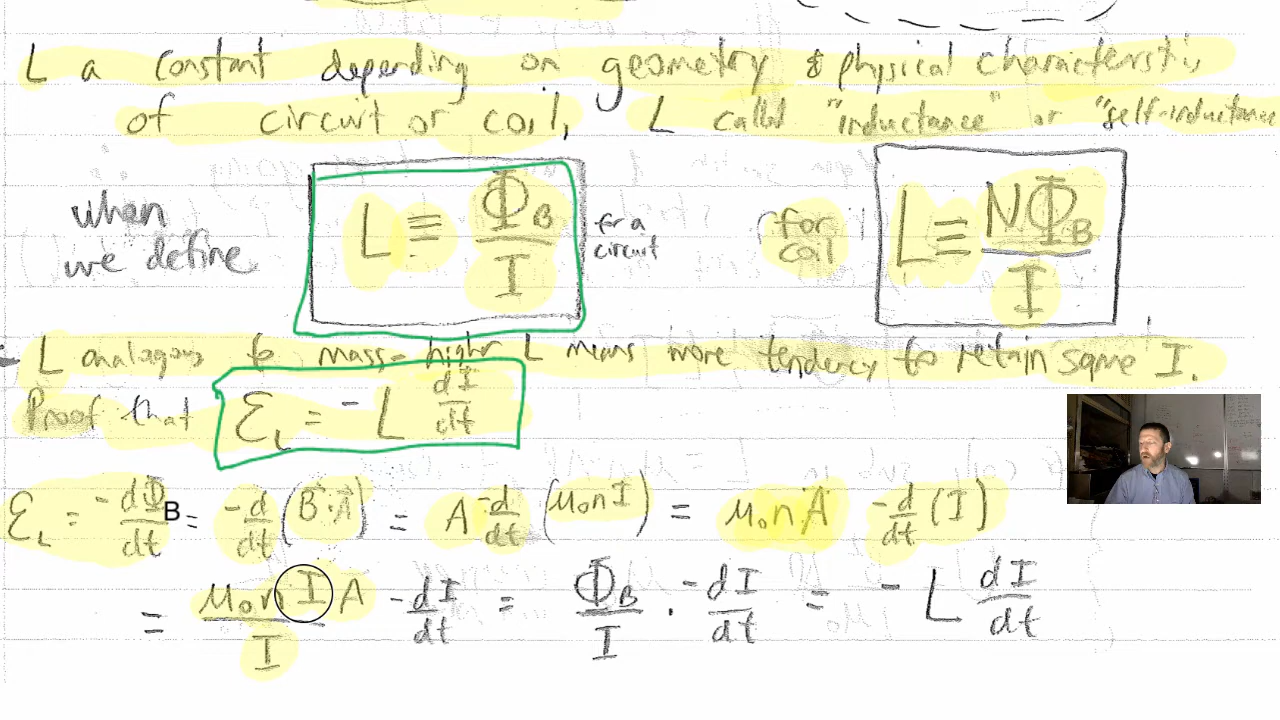 L a constant depending on geometry & physical characteristi
of circuit or coil, L called "inductance" or "self-inductance
when we define L ≡ Φ_B / I for a circuit (for coil L ≡ NΦ_B / I
L analogous to mass - higher L means more tendency to retain same I.
Proof that ε_L = -L dI/dt
ε_L = -dΦ_B/dt = -d/dt (B⃗·A⃗) = A -d/dt (μ₀nI) = μ₀nA -d/dt (I)
= μ₀nIA/I -dI/dt = Φ_B/I · -dI/dt = -L dI/dt